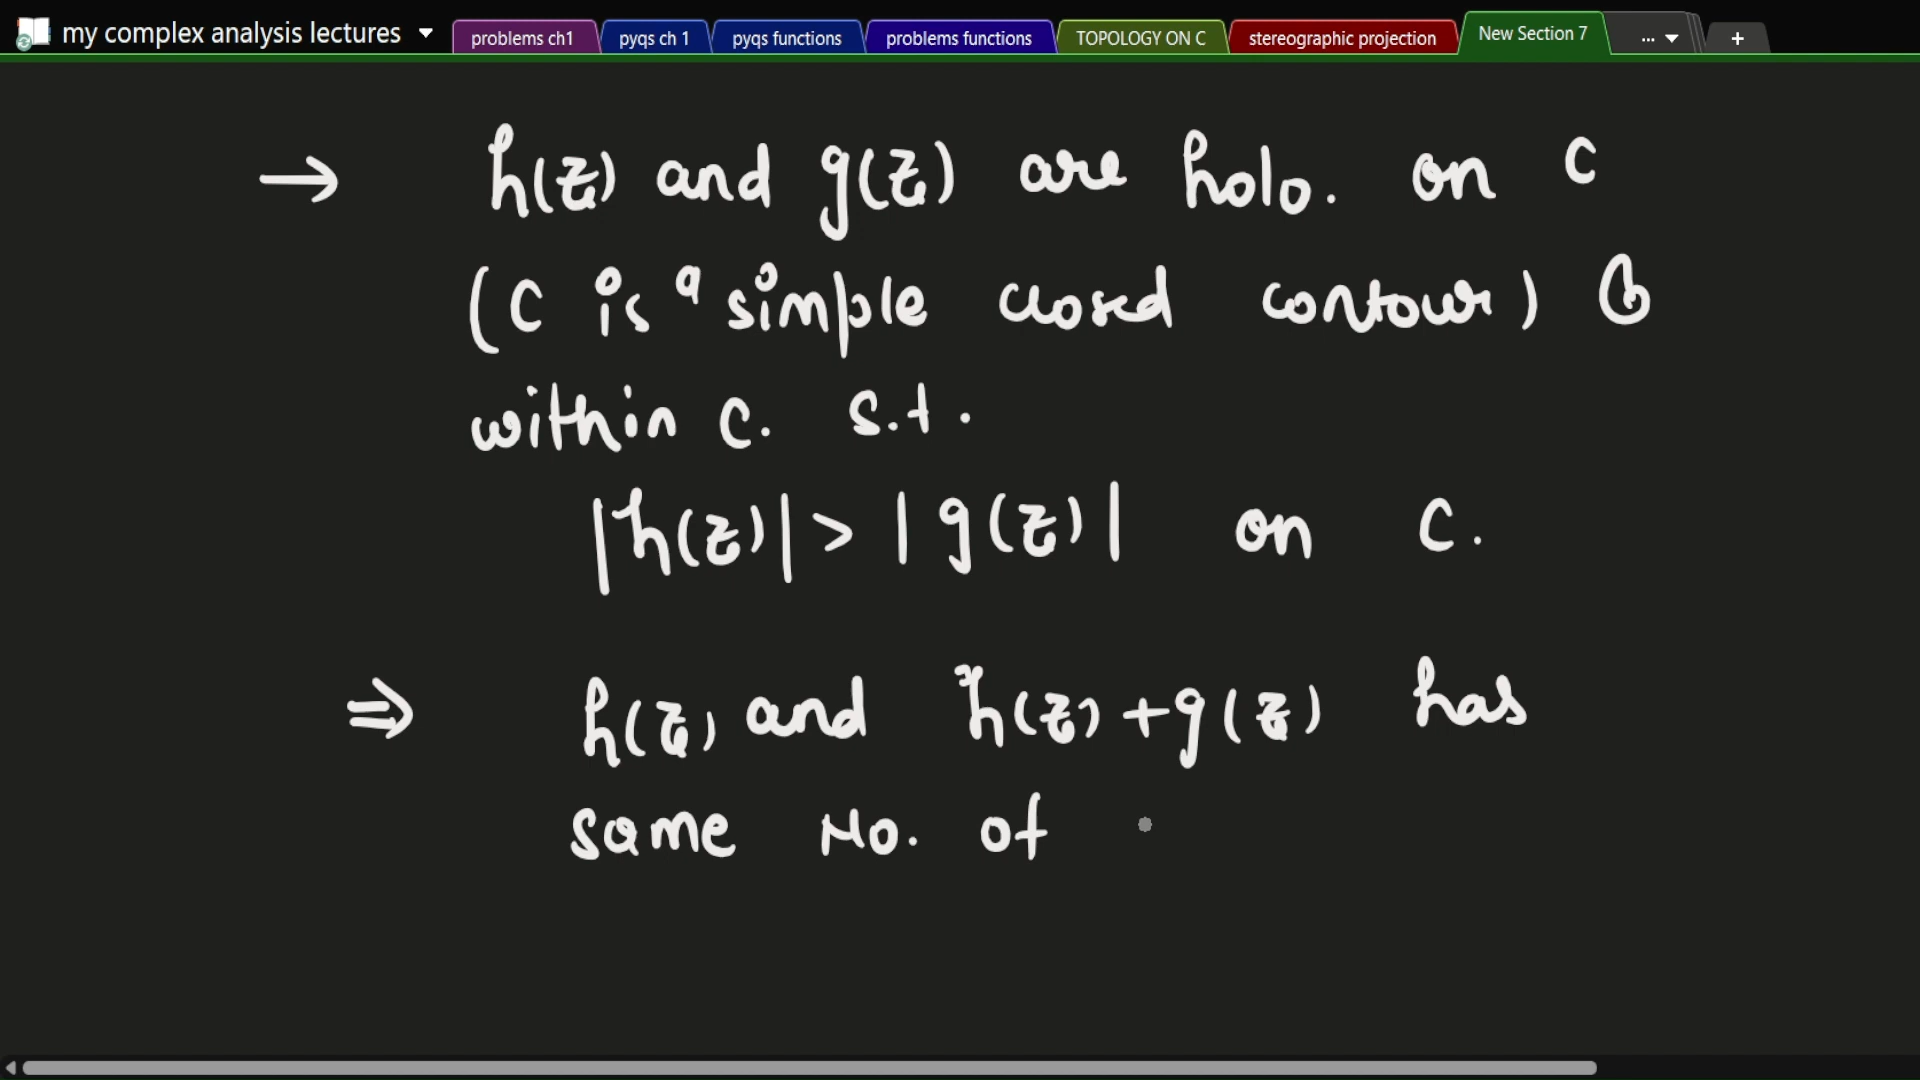 my complex analysis lectures
problems ch1 pyqs ch 1 pyqs functions problems functions TOPOLOGY ON C stereographic projection New Section 7 ... +
→ h(z) and g(z) are holo. on C
(C is a simple closed contour) &
within C. s.t.
|h(z)| > |g(z)| on C.
⇒ h(z) and h(z)+g(z) has
same No. of